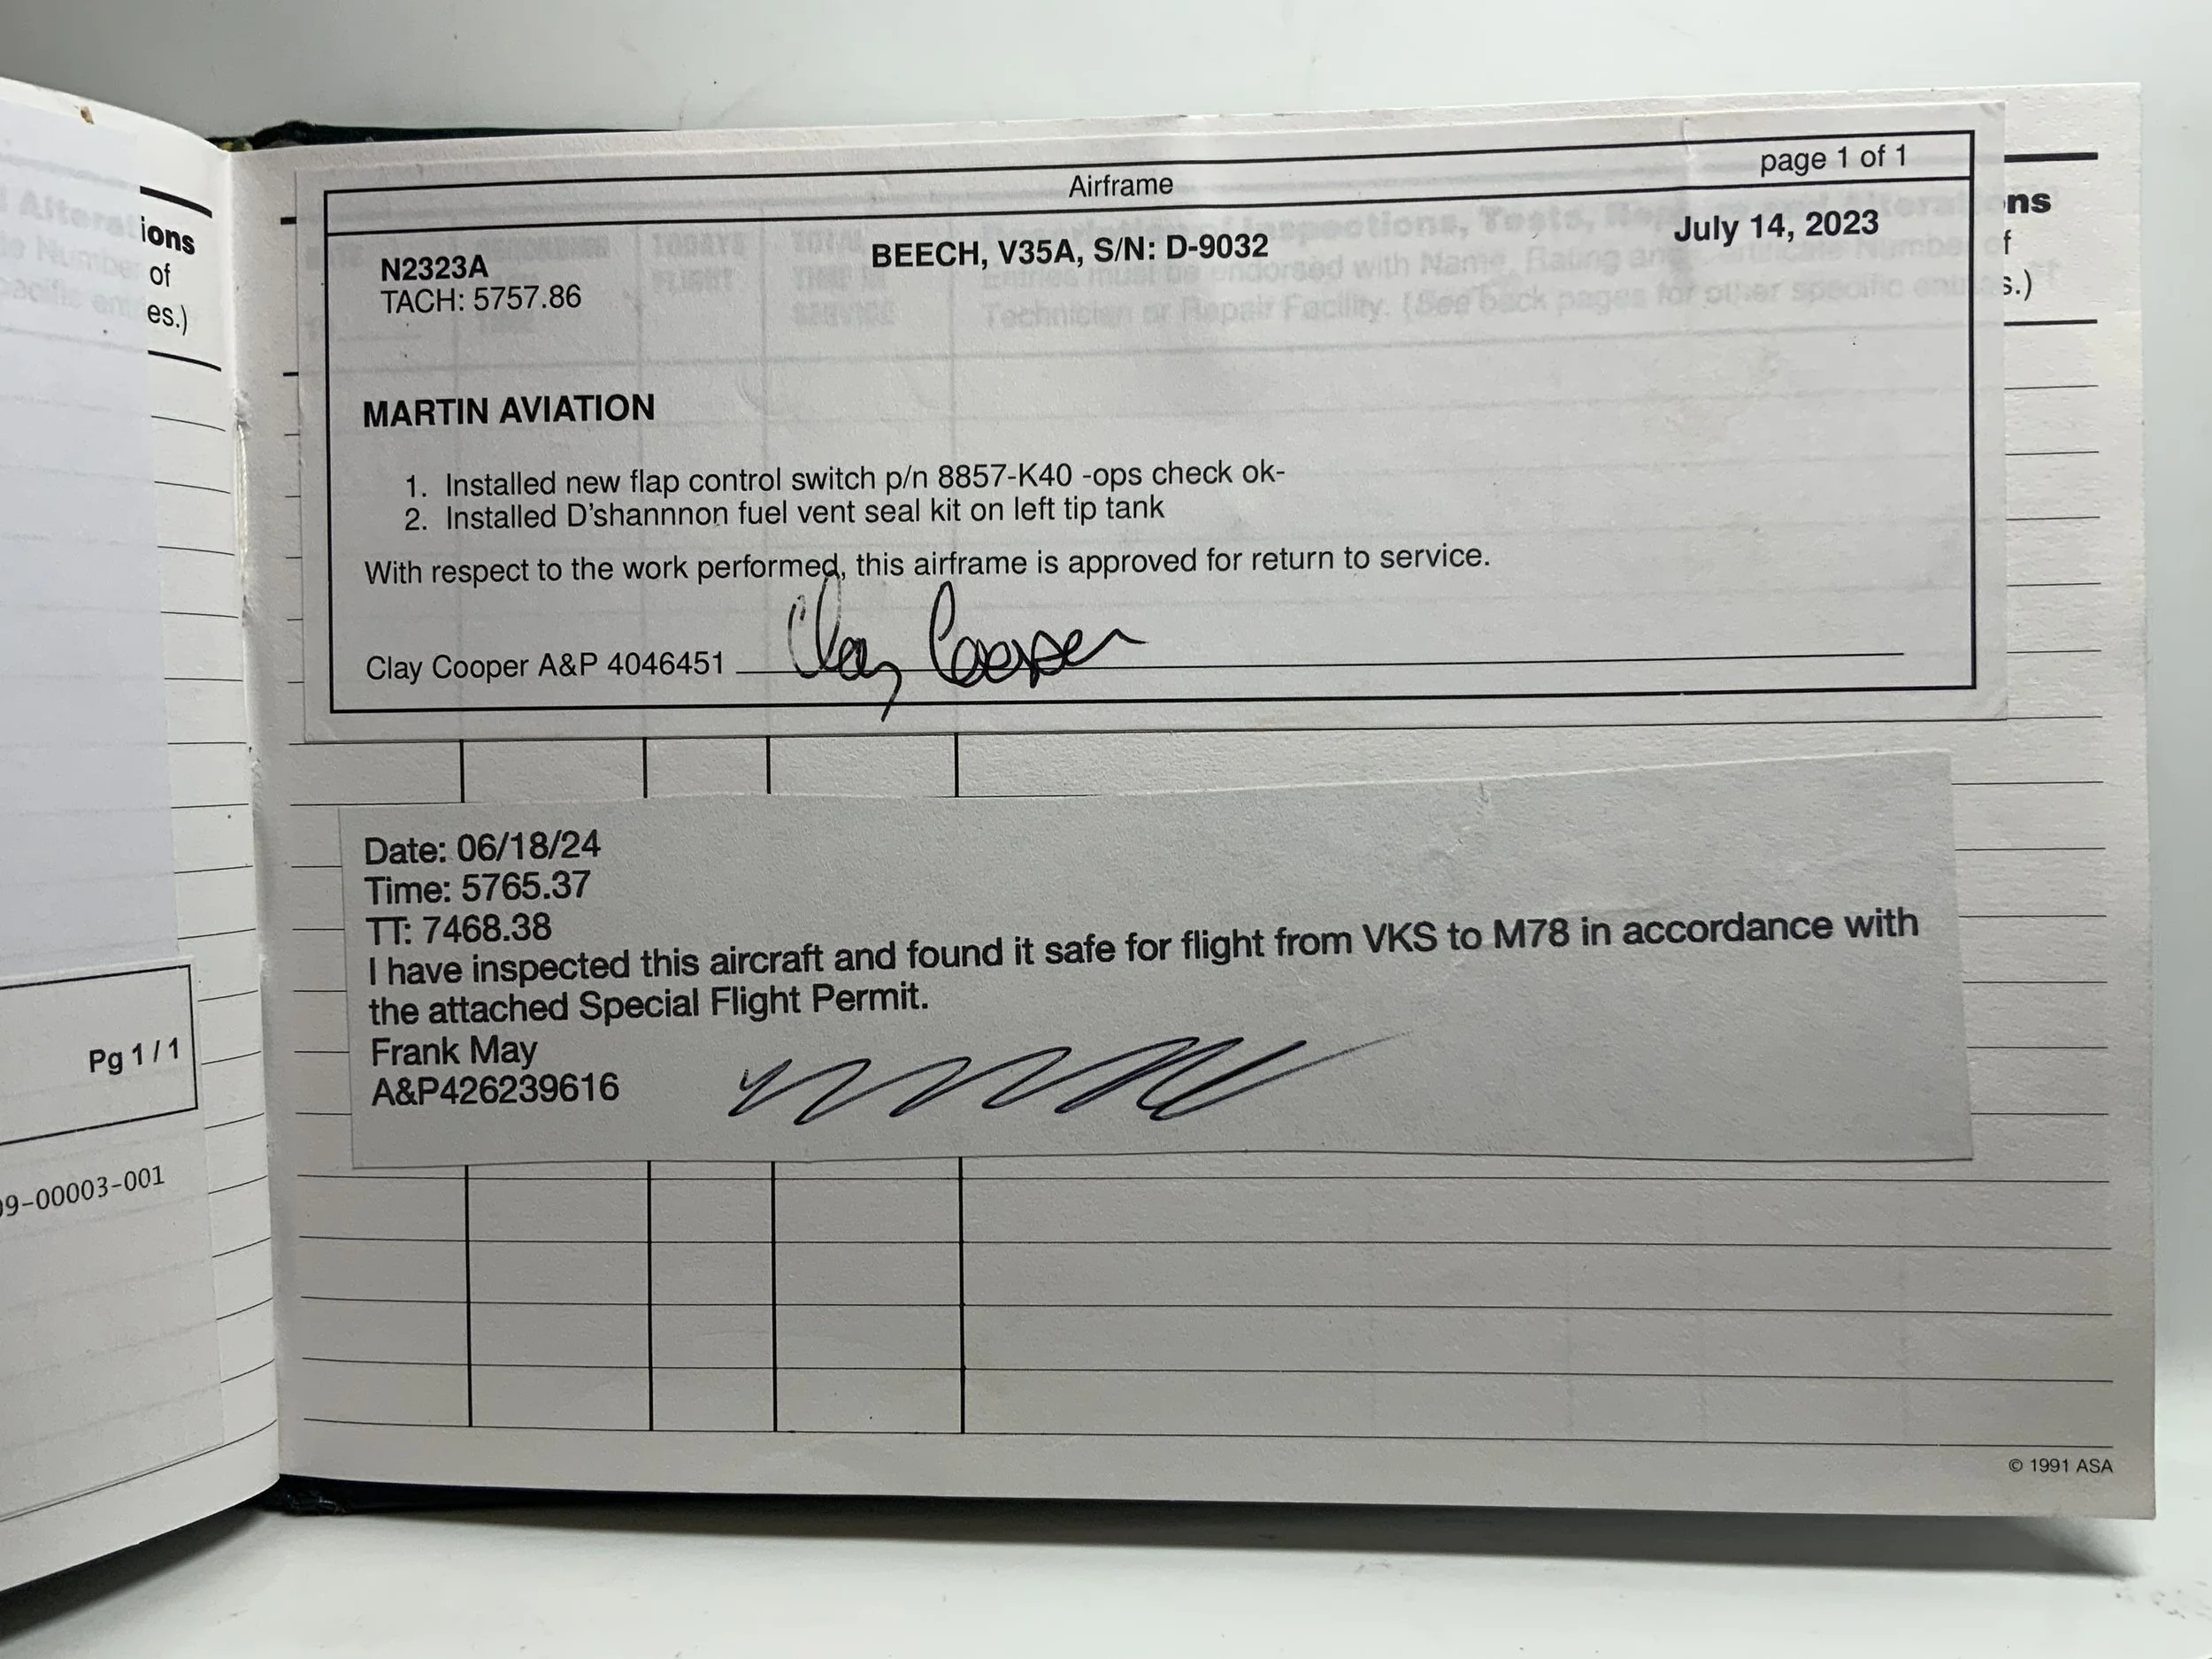 ions
of
es.)
Pg 1 / 1
09-00003-001
Airframe
page 1 of 1
N2323A
BEECH, V35A, S/N: D-9032
July 14, 2023
TACH: 5757.86
MARTIN AVIATION
1. Installed new flap control switch p/n 8857-K40 -ops check ok-
2. Installed D'shannnon fuel vent seal kit on left tip tank
With respect to the work performed, this airframe is approved for return to service.
Clay Cooper A&P 4046451 Clay Cooper
ns
f
s.)
Date: 06/18/24
Time: 5765.37
TT: 7468.38
I have inspected this aircraft and found it safe for flight from VKS to M78 in accordance with
the attached Special Flight Permit.
Frank May
A&P426239616
© 1991 ASA